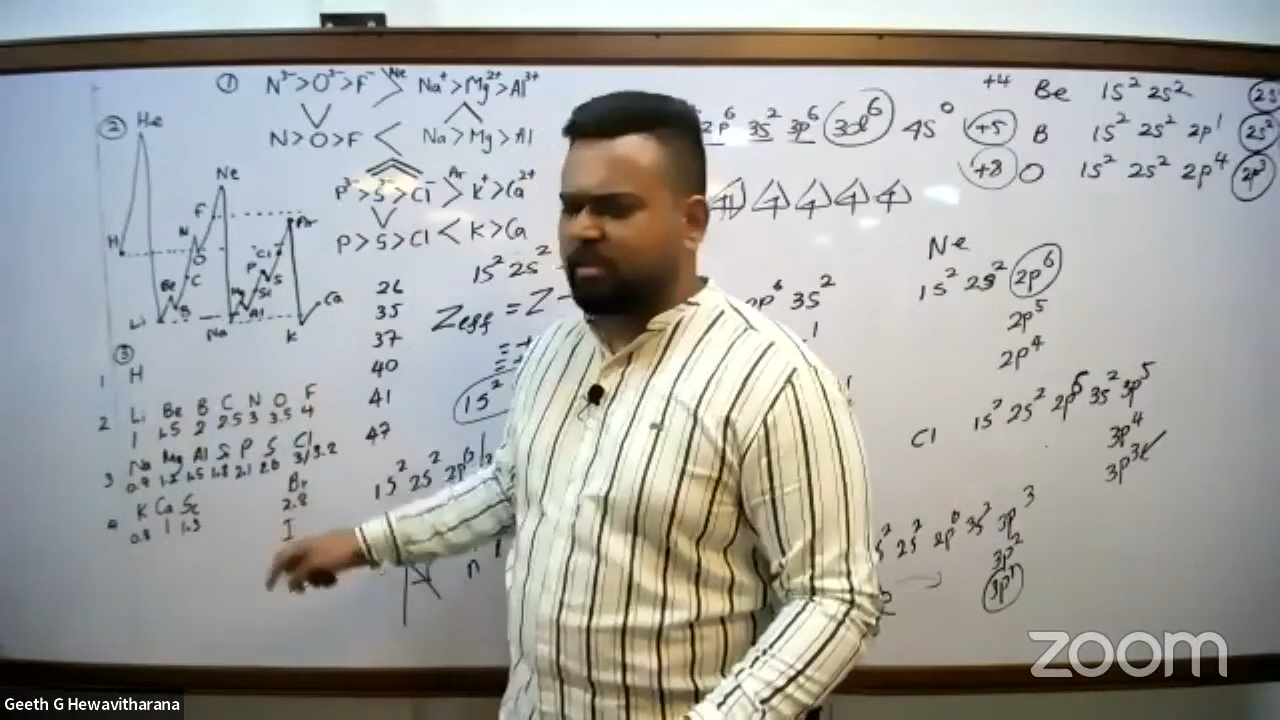 ① N³⁻>O²⁻>F⁻ > Ne Na⁺>Mg²⁺>Al³⁺
N>O>F < Na>Mg>Al
P³⁻>S²⁻>Cl⁻ > Ar K⁺>Ca²⁺
P>S>Cl < K>Ca
②
He
Ne
F
N
H
O
Ar
Cl
P
S
Be
C
B
Mg
Si
Al
Ca
Li
Na
K
③
1 H
2 Li Be B C N O F
1 1.5 2 2.5 3 3.5 4
3 Na Mg Al Si P S Cl
0.9 1.2 1.5 1.8 2.1
4 K Ca Sc Br
0.8 1 1.3 2.8
I
26
35
37
40
41
47
1s² 2s²
Zeff = Z -
1s²
1s² 2s² 2p⁶
n
2p⁶ 3s² 3p⁶ 3d⁶ 4s⁰
2p⁶ 3s²
+4 Be 1s² 2s²
+5 B 1s² 2s² 2p¹ 2s²
+8 O 1s² 2s² 2p⁴ 2p³
Ne
1s² 2s² 2p⁶
2p⁵
2p⁴
Cl 1s² 2s² 2p⁶ 3s² 3p⁵
3p⁴
3p³
2s² 2p⁶ 3s² 3p³
3p²
3p¹
zoom
Geeth G Hewavitharana